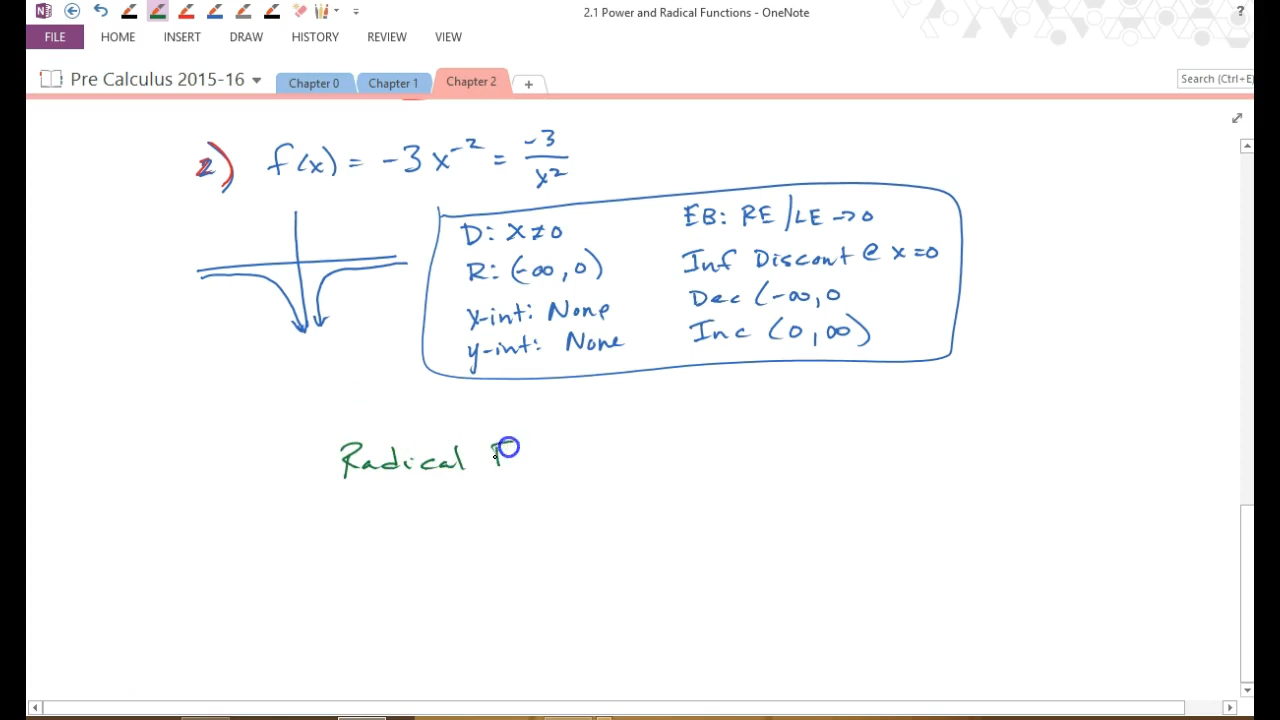 2.1 Power and Radical Functions - OneNote
?
FILE HOME INSERT DRAW HISTORY REVIEW VIEW
Pre Calculus 2015-16 Chapter 0 Chapter 1 Chapter 2 + Search (Ctrl+E)
2) f(x) = -3x⁻² = -3/x²
D: x≠0
R: (-∞, 0)
x-int: None
y-int: None
EB: RE/LE → 0
Inf Discont @ x=0
Dec (-∞, 0
Inc (0, ∞)
Radical F